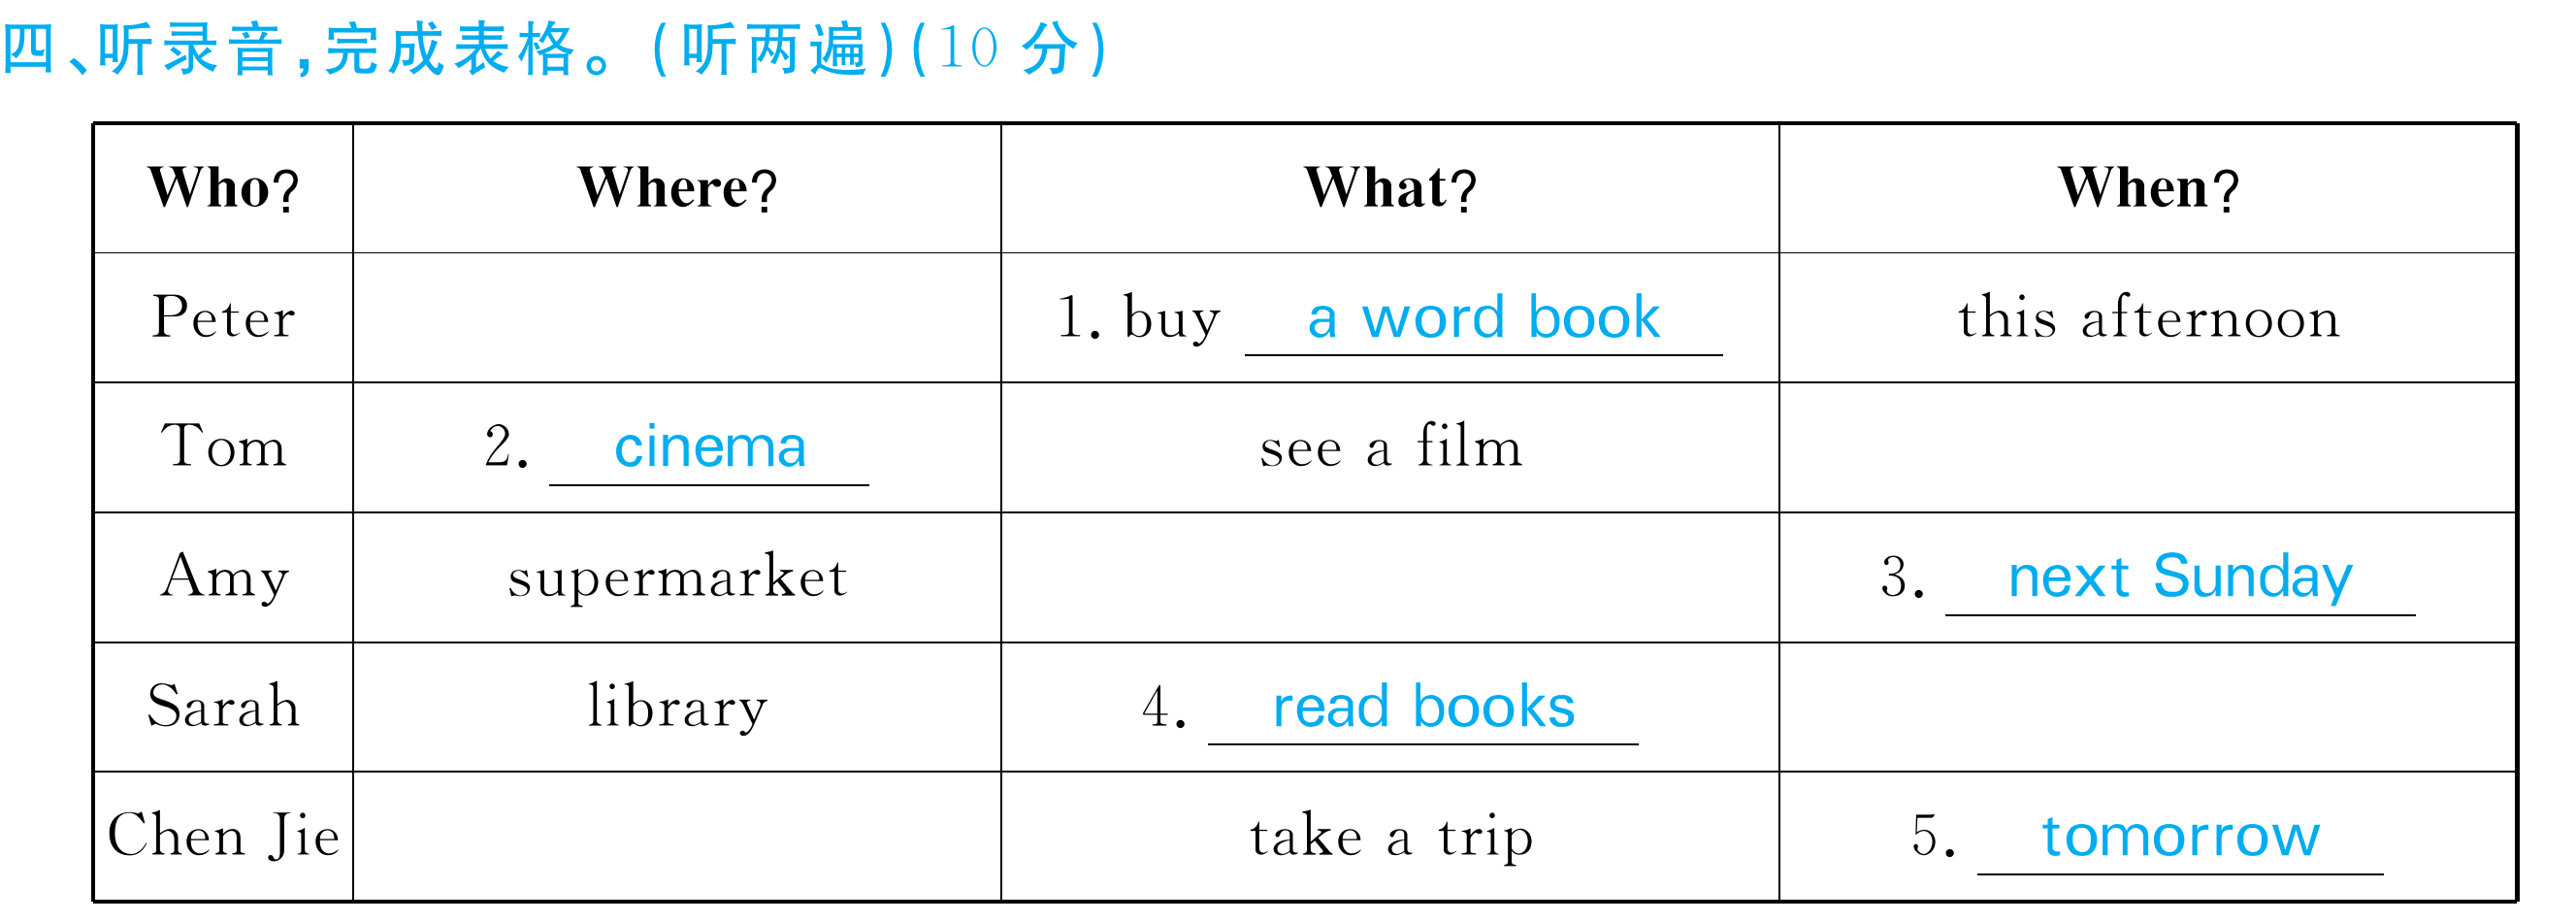 四、听录音,完成表格。(听两遍)(10 分)
Who? Where? What? When?
Peter 1. buy a word book this afternoon
Tom 2. cinema see a film
Amy supermarket 3. next Sunday
Sarah library 4. read books
Chen Jie take a trip 5. tomorrow